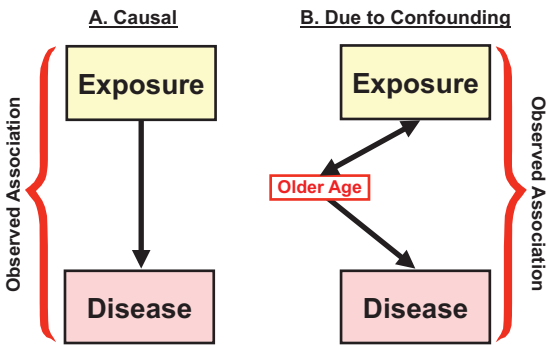 A. Causal
B. Due to Confounding
Observed Association
Exposure
Disease
Exposure
Older Age
Disease
Observed Association